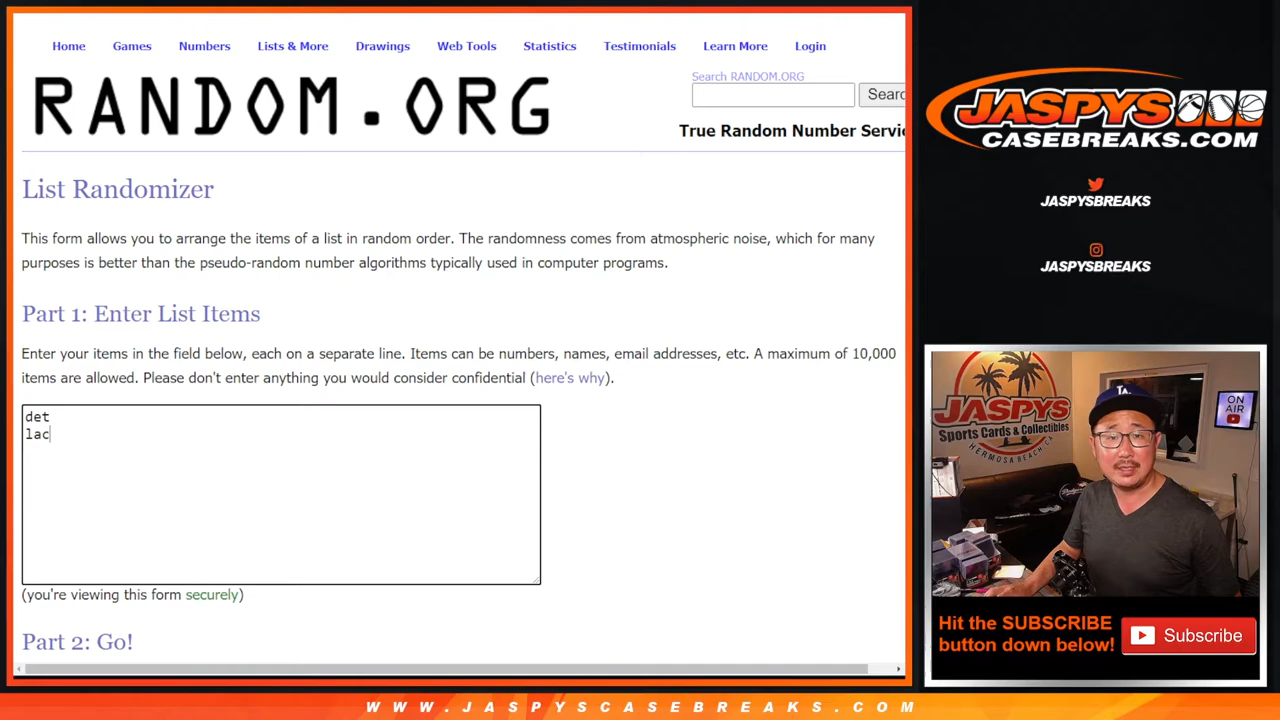 Home Games Numbers Lists & More Drawings Web Tools Statistics Testimonials Learn More Login
RANDOM.ORG
Search RANDOM.ORG
Searc
True Random Number Servic
List Randomizer
This form allows you to arrange the items of a list in random order. The randomness comes from atmospheric noise, which for many
purposes is better than the pseudo-random number algorithms typically used in computer programs.
Part 1: Enter List Items
Enter your items in the field below, each on a separate line. Items can be numbers, names, email addresses, etc. A maximum of 10,000
items are allowed. Please don't enter anything you would consider confidential (here's why).
det
lac
(you're viewing this form securely)
Part 2: Go!
JASPYS
CASEBREAKS.COM
JASPYSBREAKS
JASPYSBREAKS
JASPYS
Sports Cards & Collectibles
HERMOSA BEACH, CA
ON
AIR
LA
Dodgers
Hit the SUBSCRIBE
button down below!
Subscribe
WWW.JASPYSCASEBREAKS.COM